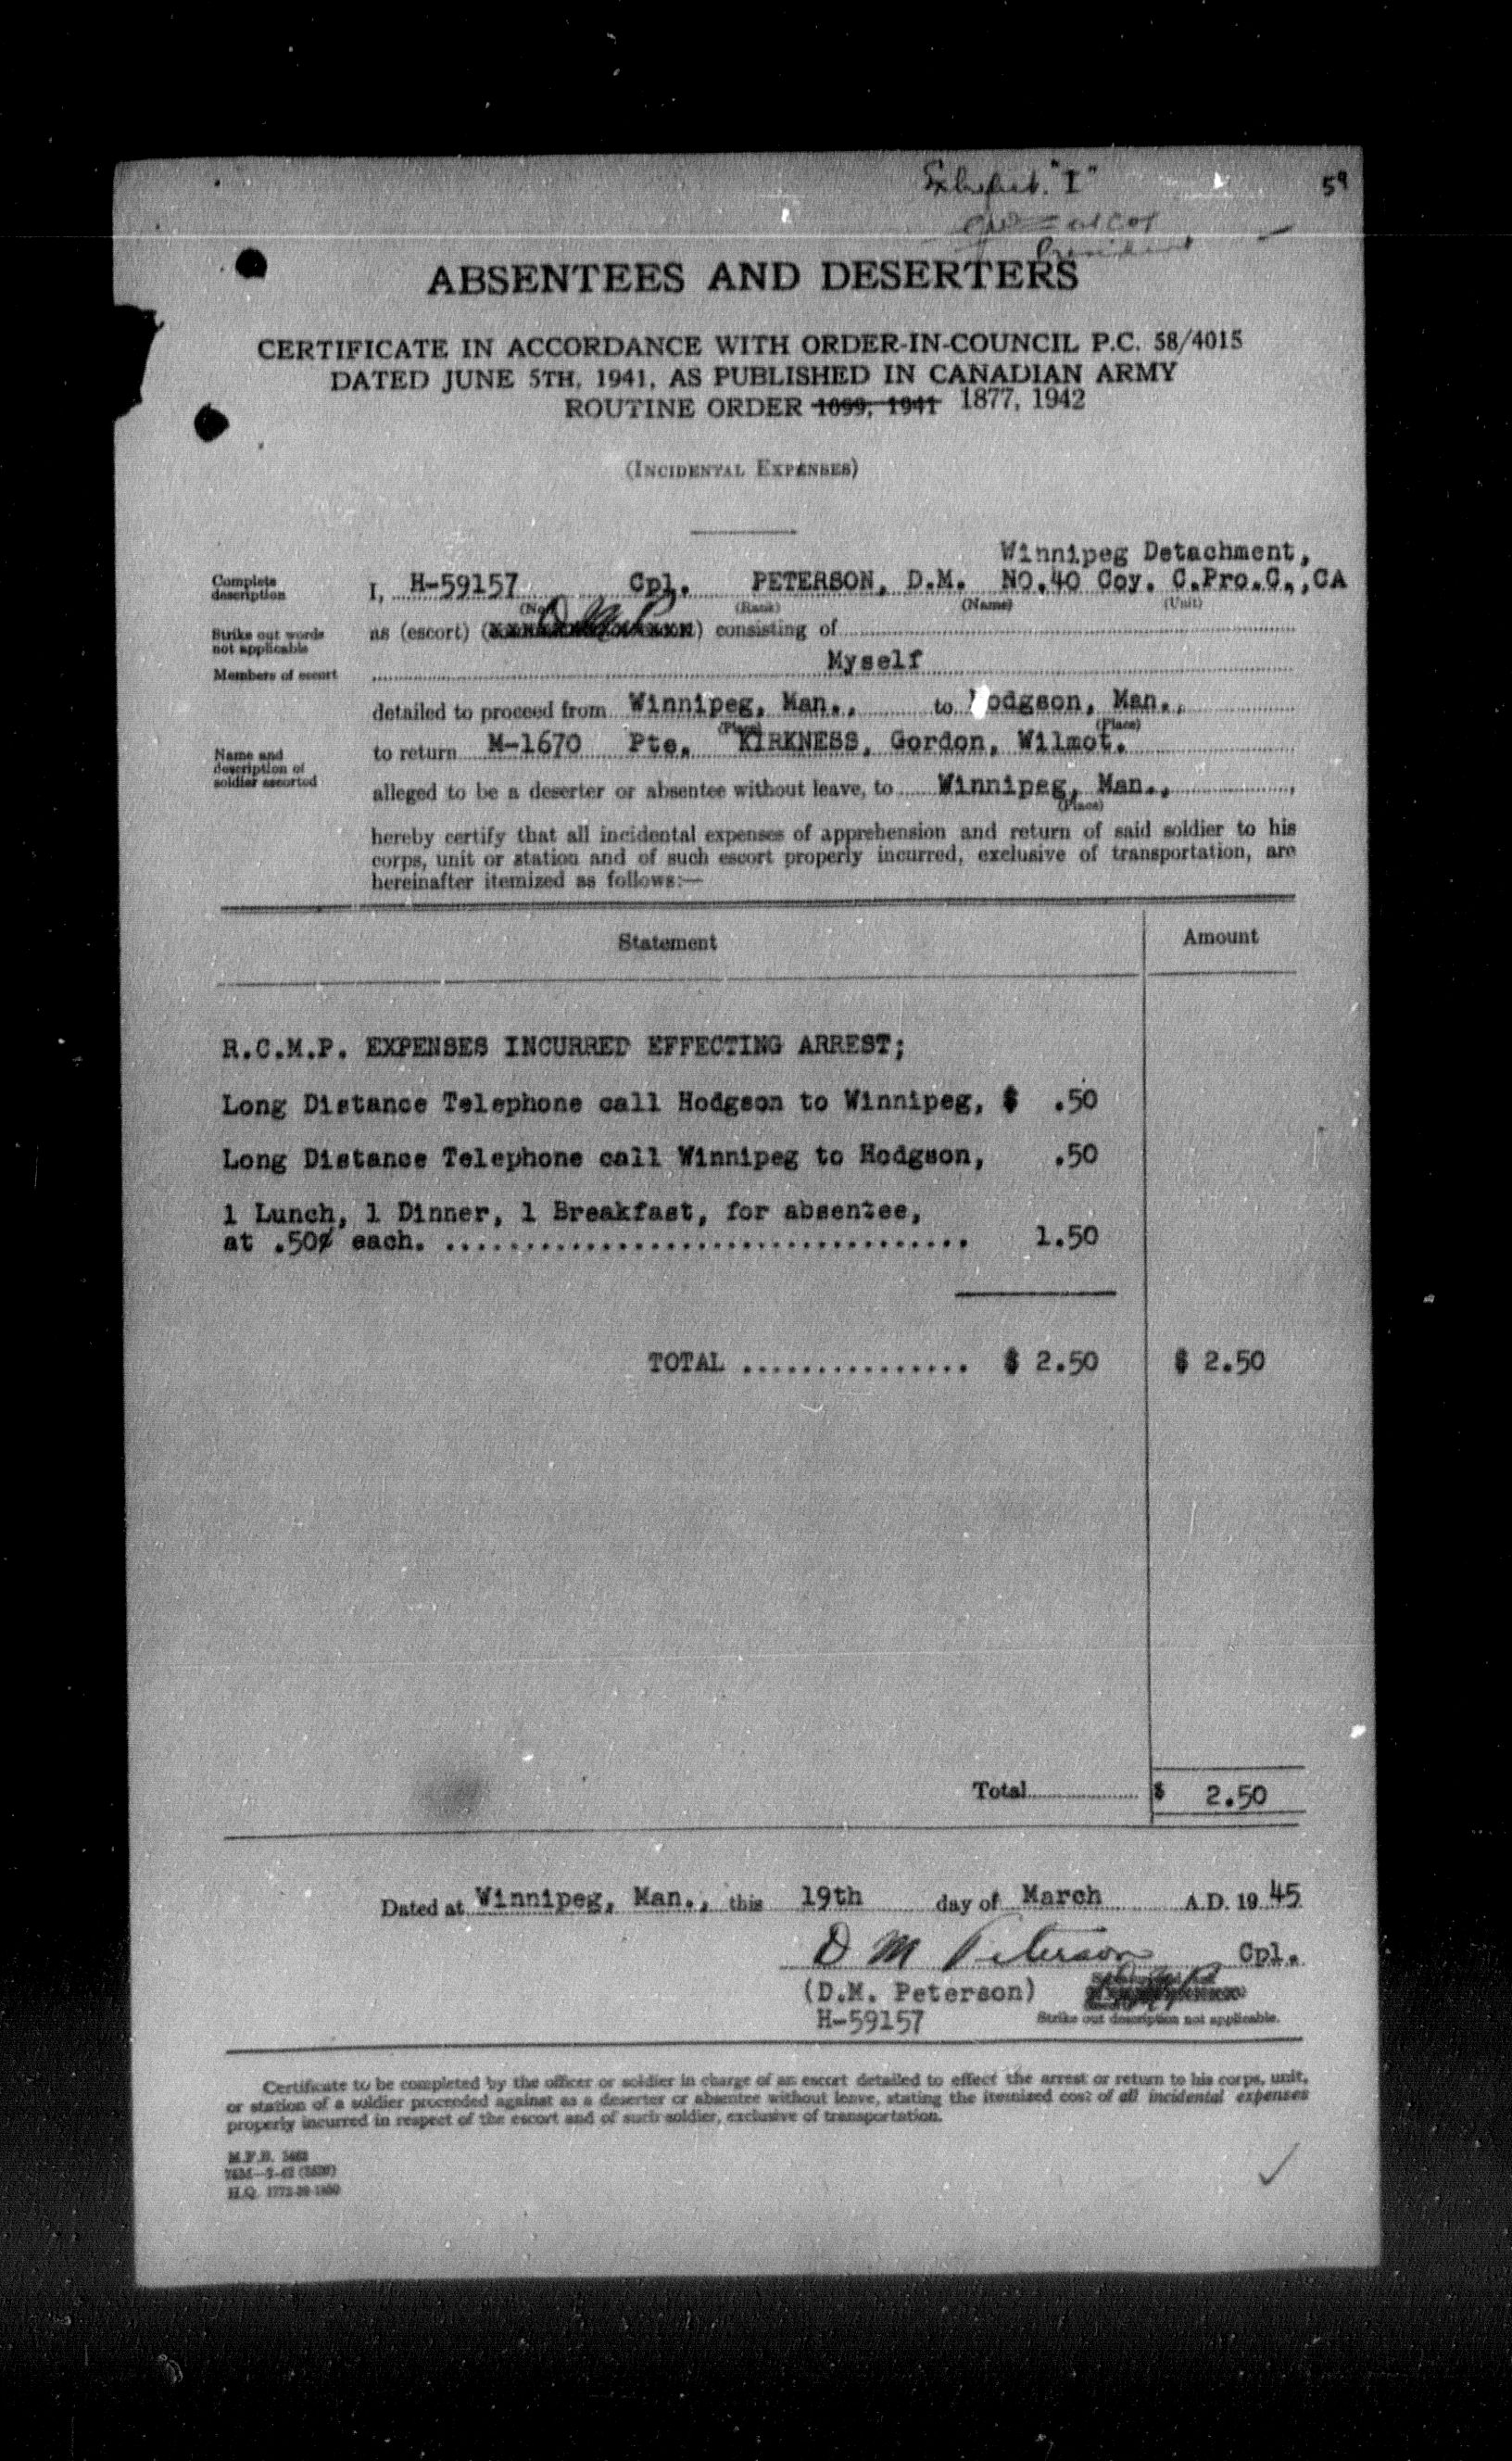 Exhibit "I"
59
President
ABSENTEES AND DESERTERS
CERTIFICATE IN ACCORDANCE WITH ORDER-IN-COUNCIL P.C. 58/4015
DATED JUNE 5TH, 1941, AS PUBLISHED IN CANADIAN ARMY
ROUTINE ORDER 1099, 1941 1877, 1942
(INCIDENTAL EXPENSES)
Winnipeg Detachment,
Complete description
I, H-59157 Cpl. PETERSON, D.M. NO.40 Coy. C.Pro.C.,CA
(No.) (Rank) (Name) (Unit)
Strike out words not applicable
as (escort) ( ) consisting of
Members of escort
Myself
detailed to proceed from Winnipeg, Man., to Hodgson, Man.,
(Place) (Place)
Name and description of soldier escorted
to return M-1670 Pte. KIRKNESS, Gordon, Wilmot.
alleged to be a deserter or absentee without leave, to Winnipeg, Man.,
(Place)
hereby certify that all incidental expenses of apprehension and return of said soldier to his
corps, unit or station and of such escort properly incurred, exclusive of transportation, are
hereinafter itemized as follows:—
Statement Amount
R.C.M.P. EXPENSES INCURRED EFFECTING ARREST;
Long Distance Telephone call Hodgson to Winnipeg, $ .50
Long Distance Telephone call Winnipeg to Hodgson, .50
1 Lunch, 1 Dinner, 1 Breakfast, for absentee,
at .50¢ each. .................................. 1.50
TOTAL ............... $ 2.50 $ 2.50
Total $ 2.50
Dated at Winnipeg, Man., this 19th day of March A.D. 19 45
D M Peterson Cpl.
(D.M. Peterson)
H-59157
Strike out description not applicable.
Certificate to be completed by the officer or soldier in charge of an escort detailed to effect the arrest or return to his corps, unit,
or station of a soldier proceeded against as a deserter or absentee without leave, stating the itemized cost of all incidental expenses
properly incurred in respect of the escort and of such soldier, exclusive of transportation.
M.F.B.
H.Q.